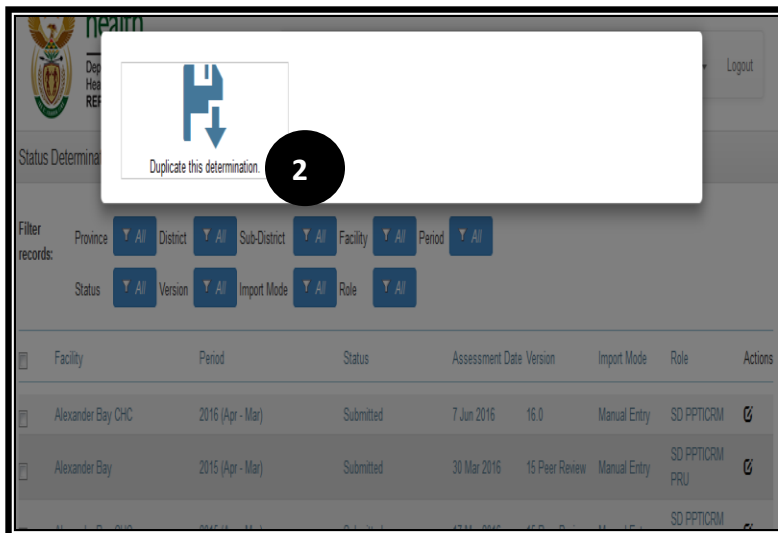 health
Dep
Hea
REP
Logout
Status Determinat
Duplicate this determination.
2
Filter records:
Province All District All Sub-District All Facility All Period All
Status All Version All Import Mode All Role All
Facility Period Status Assessment Date Version Import Mode Role Actions
Alexander Bay CHC 2016 (Apr - Mar) Submitted 7 Jun 2016 16.0 Manual Entry SD PPTICRM
Alexander Bay 2015 (Apr - Mar) Submitted 30 Mar 2016 15 Peer Review Manual Entry SD PPTICRM PRU
SD PPTICRM